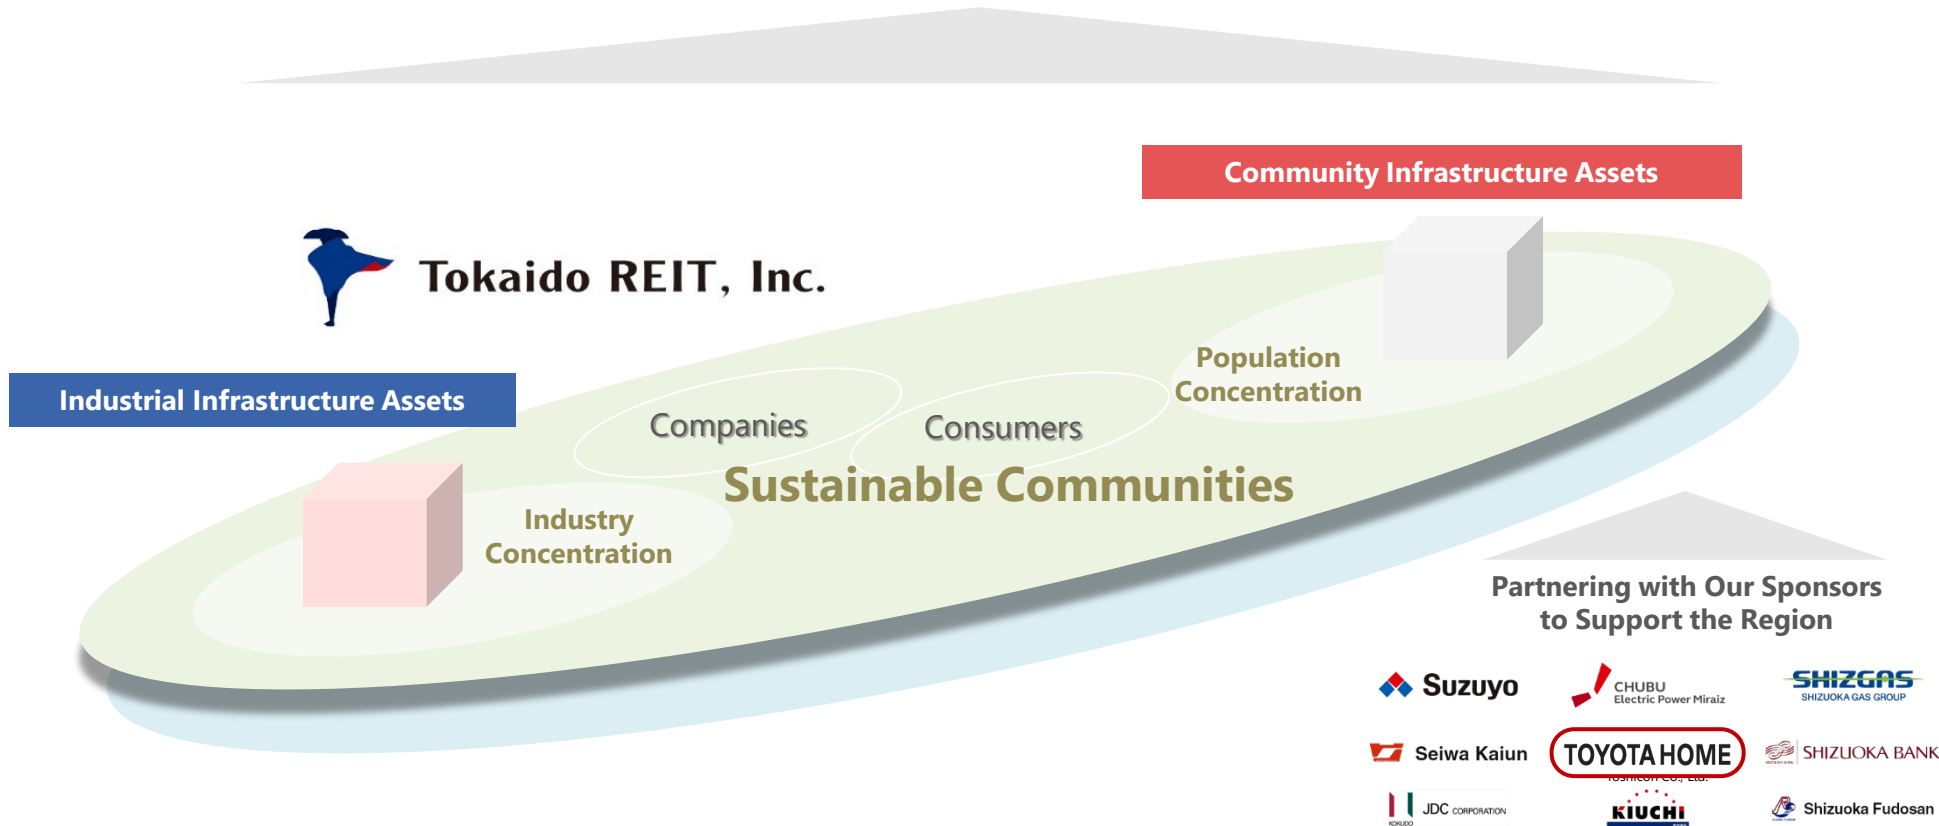 Community Infrastructure Assets
Tokaido REIT, Inc.
Industrial Infrastructure Assets
Population
Concentration
Companies
Consumers
Sustainable Communities
Industry
Concentration
Partnering with Our Sponsors
to Support the Region
Suzuyo
CHUBU
Electric Power Miraiz
SHIZGAS
SHIZUOKA GAS GROUP
Seiwa Kaiun
TOYOTA HOME
SHIZUOKA BANK
KOKUDO
JDC CORPORATION
KIUCHI
Shizuoka Fudosan